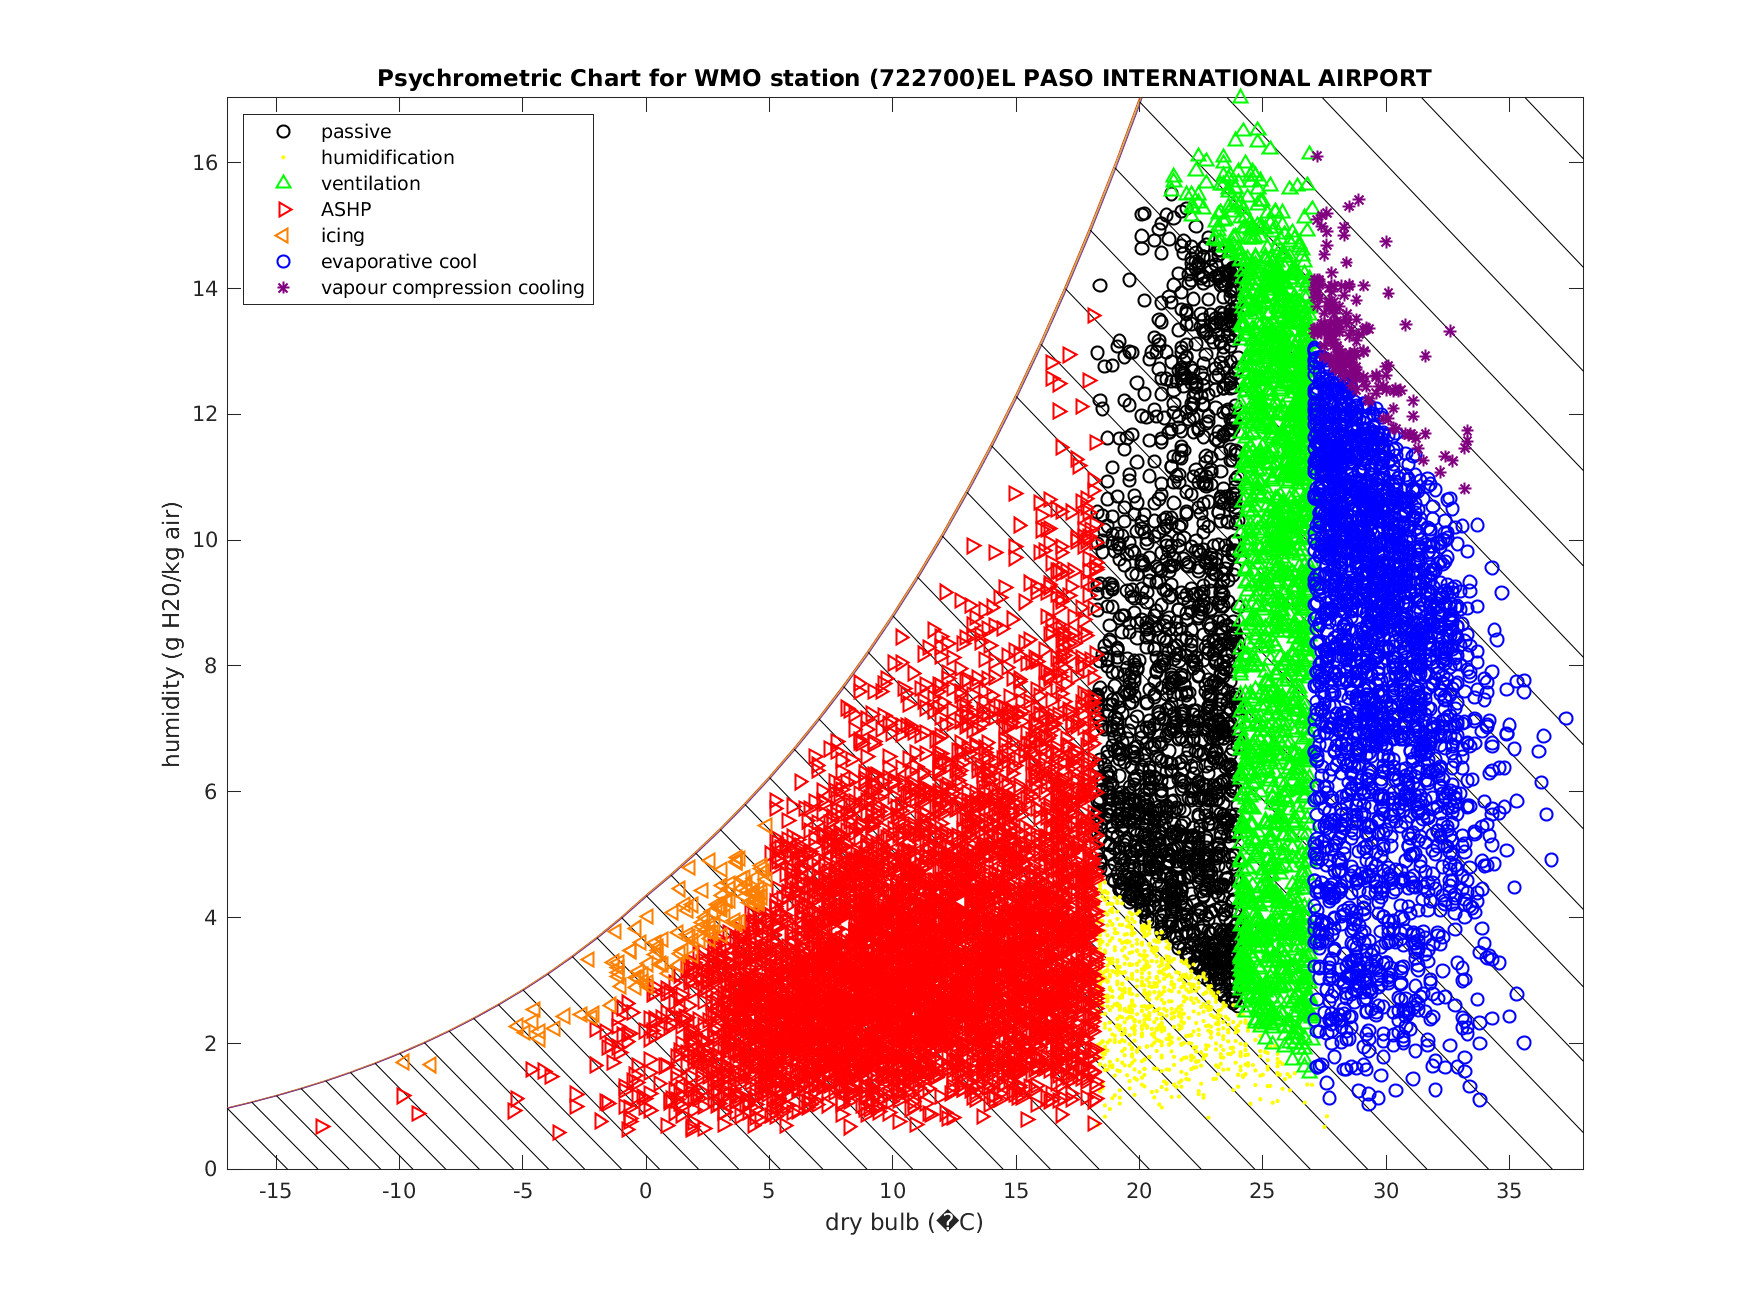 Psychrometric Chart for WMO station (722700)EL PASO INTERNATIONAL AIRPORT
passive
humidification
ventilation
ASHP
icing
evaporative cool
vapour compression cooling
humidity (g H20/kg air)
16
14
12
10
8
6
4
2
0
-15 -10 -5 0 5 10 15 20 25 30 35
dry bulb (�C)